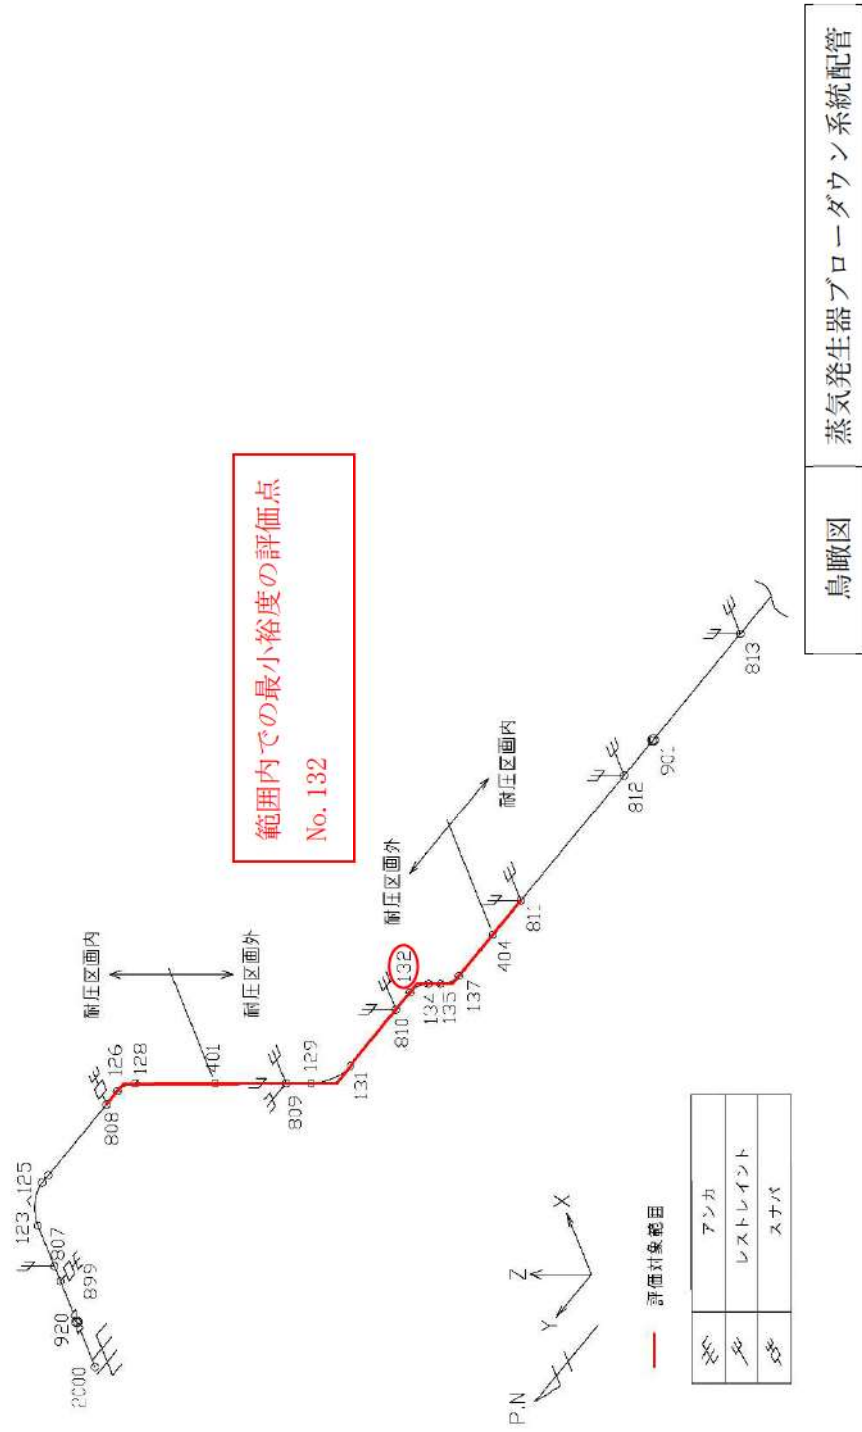 範囲内での最小裕度の評価点
No.132
123～125
807
899
920
2000
808
126
128
耐圧区画内
耐圧区画外
401
809
129
131
810
132
134
135
137
耐圧区画外
耐圧区画内
404
811
812
901
813
P.N
X
Y
Z
評価対象範囲
アンカ
レストレイント
スナバ
鳥瞰図
蒸気発生器ブローダウン系統配管